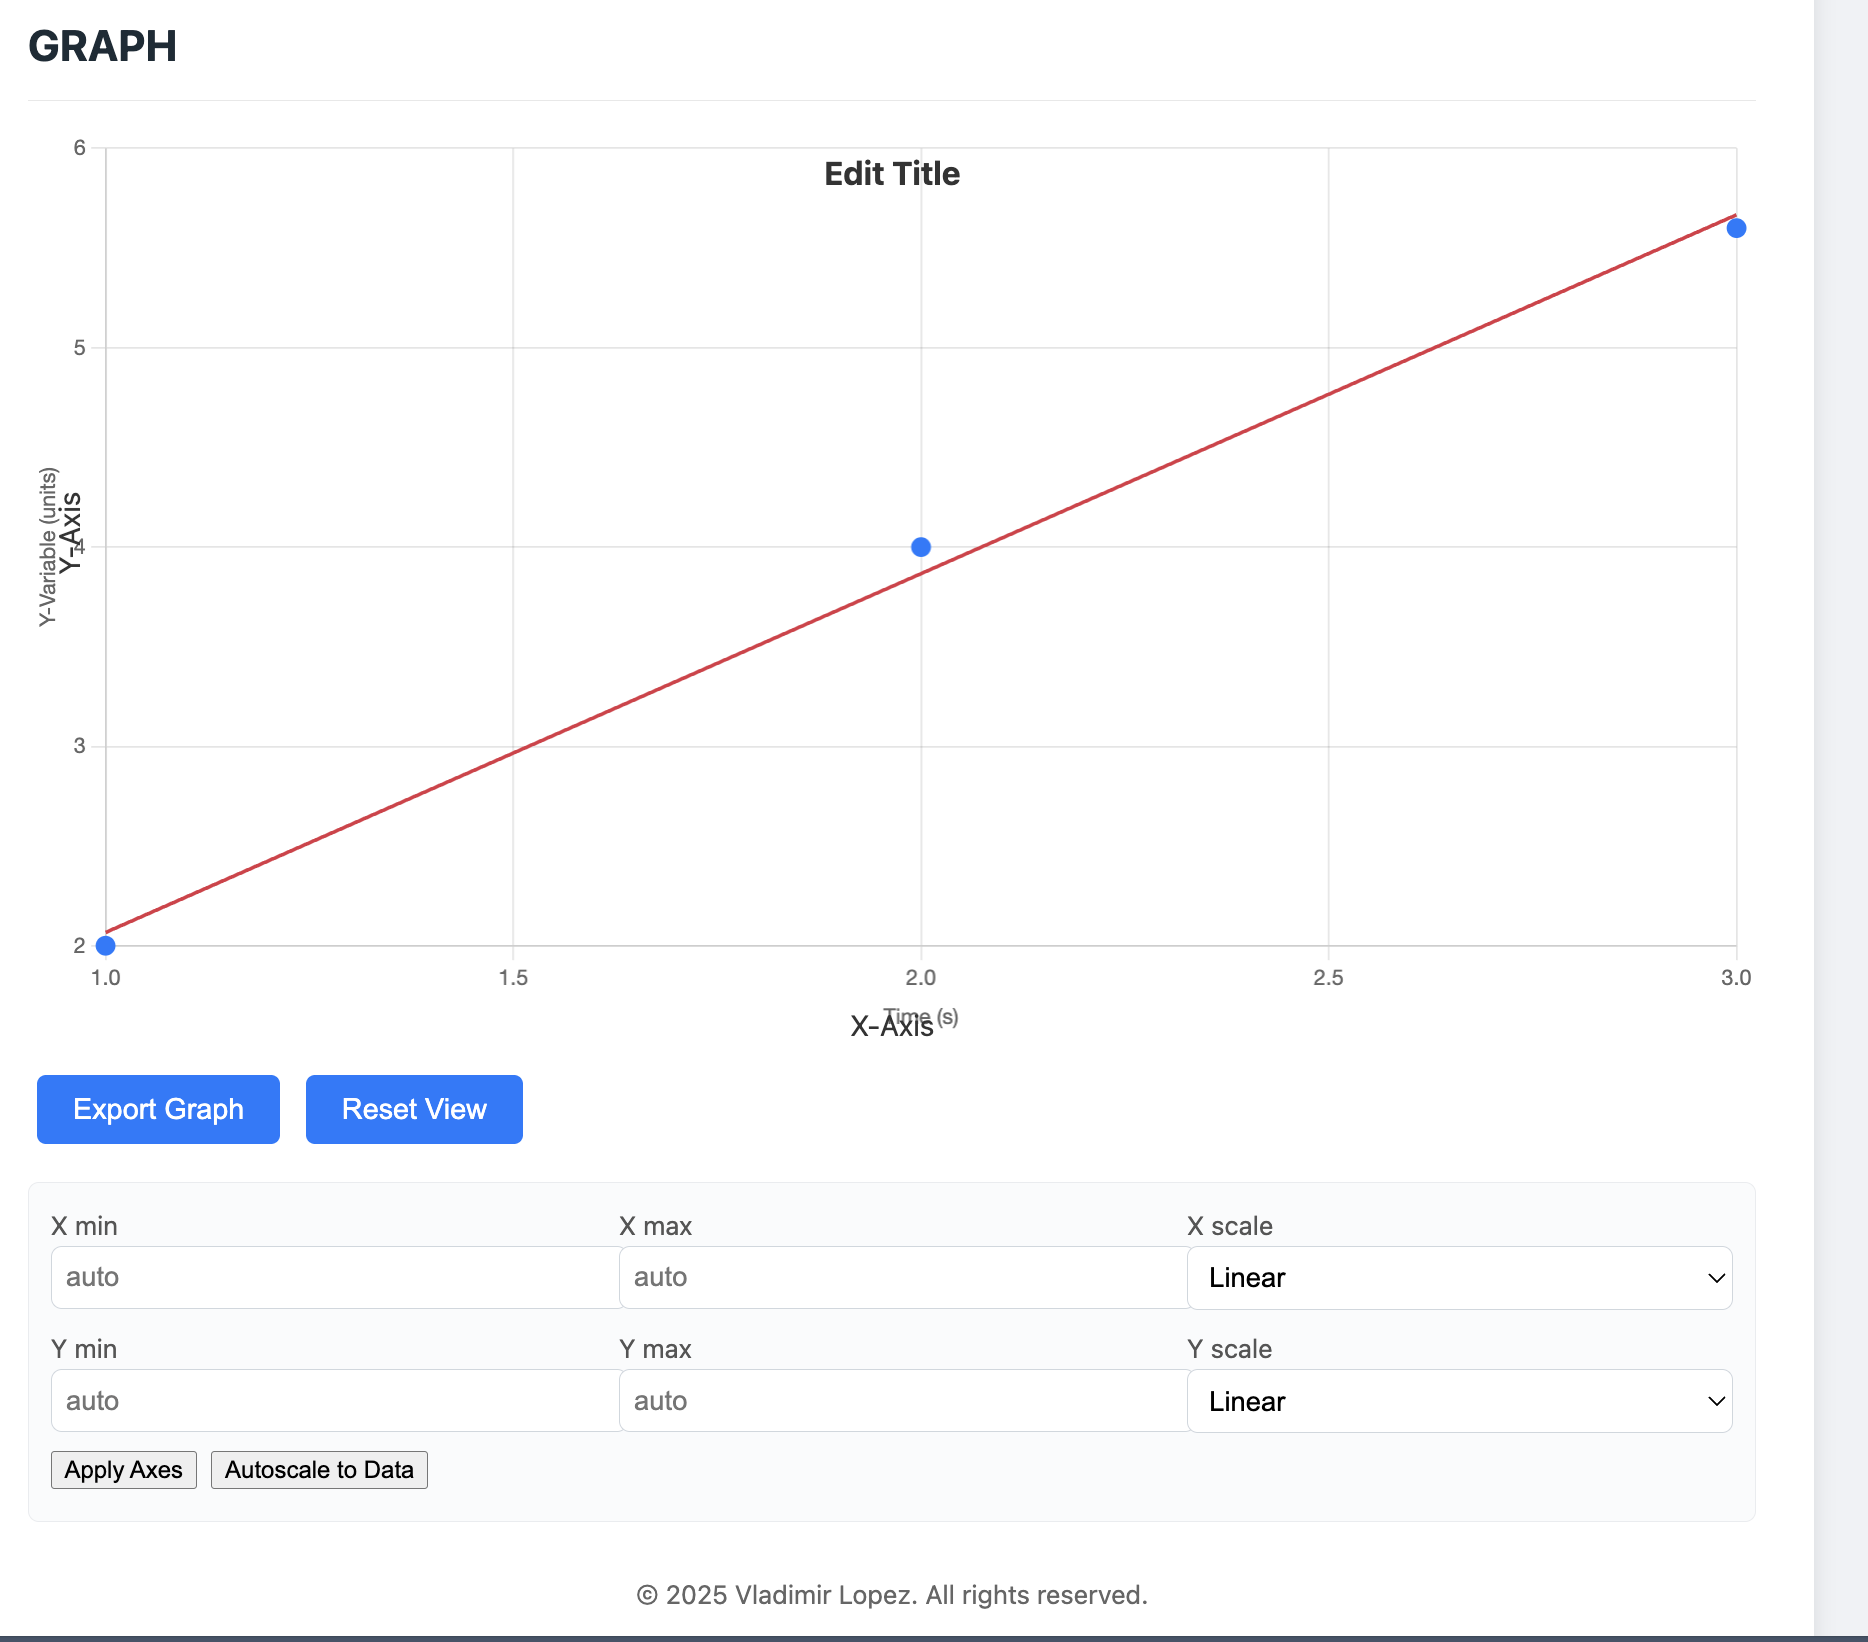 GRAPH
Edit Title
6
5
4
3
2
Y-Variable (units)
Y-Axis
1.0 1.5 2.0 2.5 3.0
Time (s)
X-Axis
Export Graph Reset View
X min X max X scale
auto auto Linear
Y min Y max Y scale
auto auto Linear
Apply Axes Autoscale to Data
© 2025 Vladimir Lopez. All rights reserved.